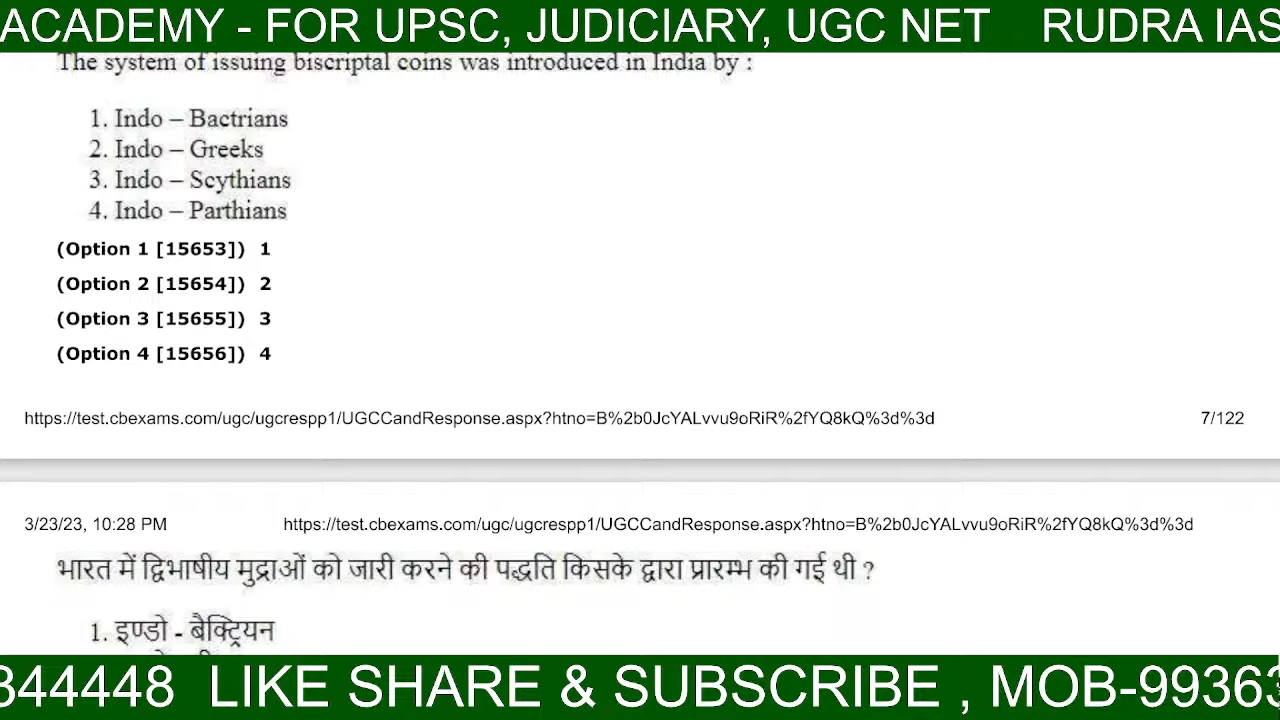 ACADEMY - FOR UPSC, JUDICIARY, UGC NET RUDRA IAS
The system of issuing biscriptal coins was introduced in India by :
1. Indo – Bactrians
2. Indo – Greeks
3. Indo – Scythians
4. Indo – Parthians
(Option 1 [15653]) 1
(Option 2 [15654]) 2
(Option 3 [15655]) 3
(Option 4 [15656]) 4
https://test.cbexams.com/ugc/ugcrespp1/UGCCandResponse.aspx?htno=B%2b0JcYALvvu9oRiR%2fYQ8kQ%3d%3d 7/122
3/23/23, 10:28 PM https://test.cbexams.com/ugc/ugcrespp1/UGCCandResponse.aspx?htno=B%2b0JcYALvvu9oRiR%2fYQ8kQ%3d%3d
भारत में द्विभाषीय मुद्राओं को जारी करने की पद्धति किसके द्वारा प्रारम्भ की गई थी ?
1. इण्डो - बैक्ट्रियन
844448 LIKE SHARE & SUBSCRIBE , MOB-99363